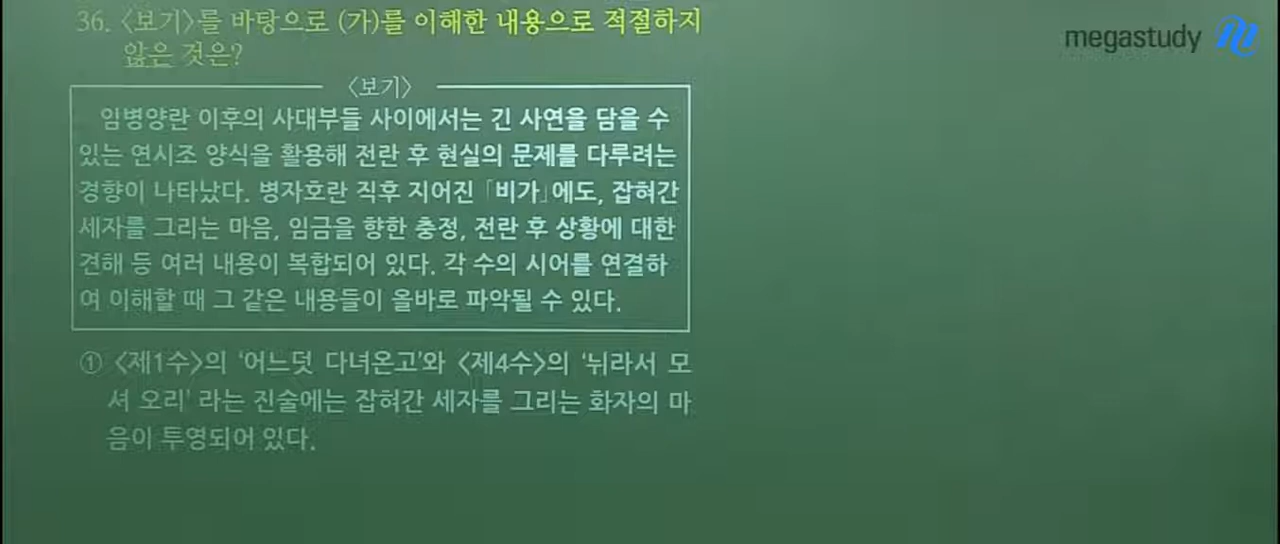 36. 〈보기〉를 바탕으로 (가)를 이해한 내용으로 적절하지
않은 것은?
megastudy
〈보기〉
임병양란 이후의 사대부들 사이에서는 긴 사연을 담을 수
있는 연시조 양식을 활용해 전란 후 현실의 문제를 다루려는
경향이 나타났다. 병자호란 직후 지어진 「비가」에도, 잡혀간
세자를 그리는 마음, 임금을 향한 충정, 전란 후 상황에 대한
견해 등 여러 내용이 복합되어 있다. 각 수의 시어를 연결하
여 이해할 때 그 같은 내용들이 올바로 파악될 수 있다.
① 〈제1수〉의 '어느덧 다녀온고'와 〈제4수〉의 '뉘라서 모
셔 오리' 라는 진술에는 잡혀간 세자를 그리는 화자의 마
음이 투영되어 있다.